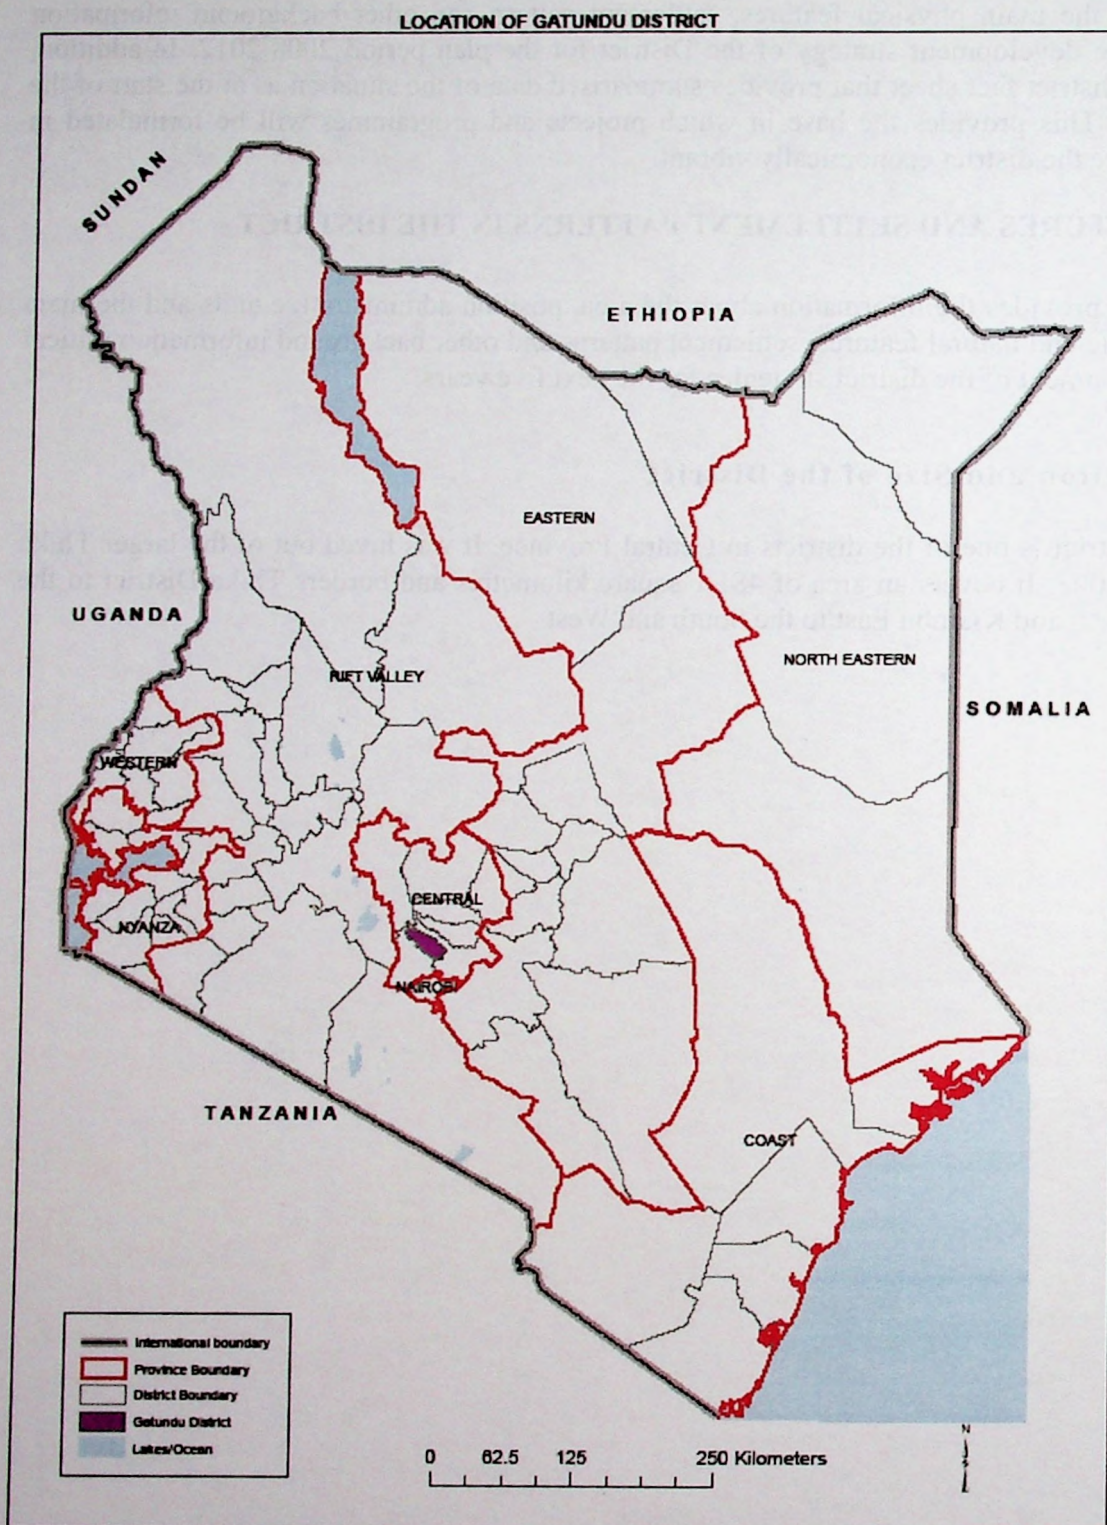 LOCATION OF GATUNDU DISTRICT
SUNDAN
ETHIOPIA
EASTERN
UGANDA
NORTH EASTERN
RIFT VALLEY
SOMALIA
WESTERN
CENTRAL
NYANZA
NAIROBI
TANZANIA
COAST
International boundary
Province Boundary
District Boundary
Gatundu District
Lakes/Ocean
0 62.5 125 250 Kilometers
N